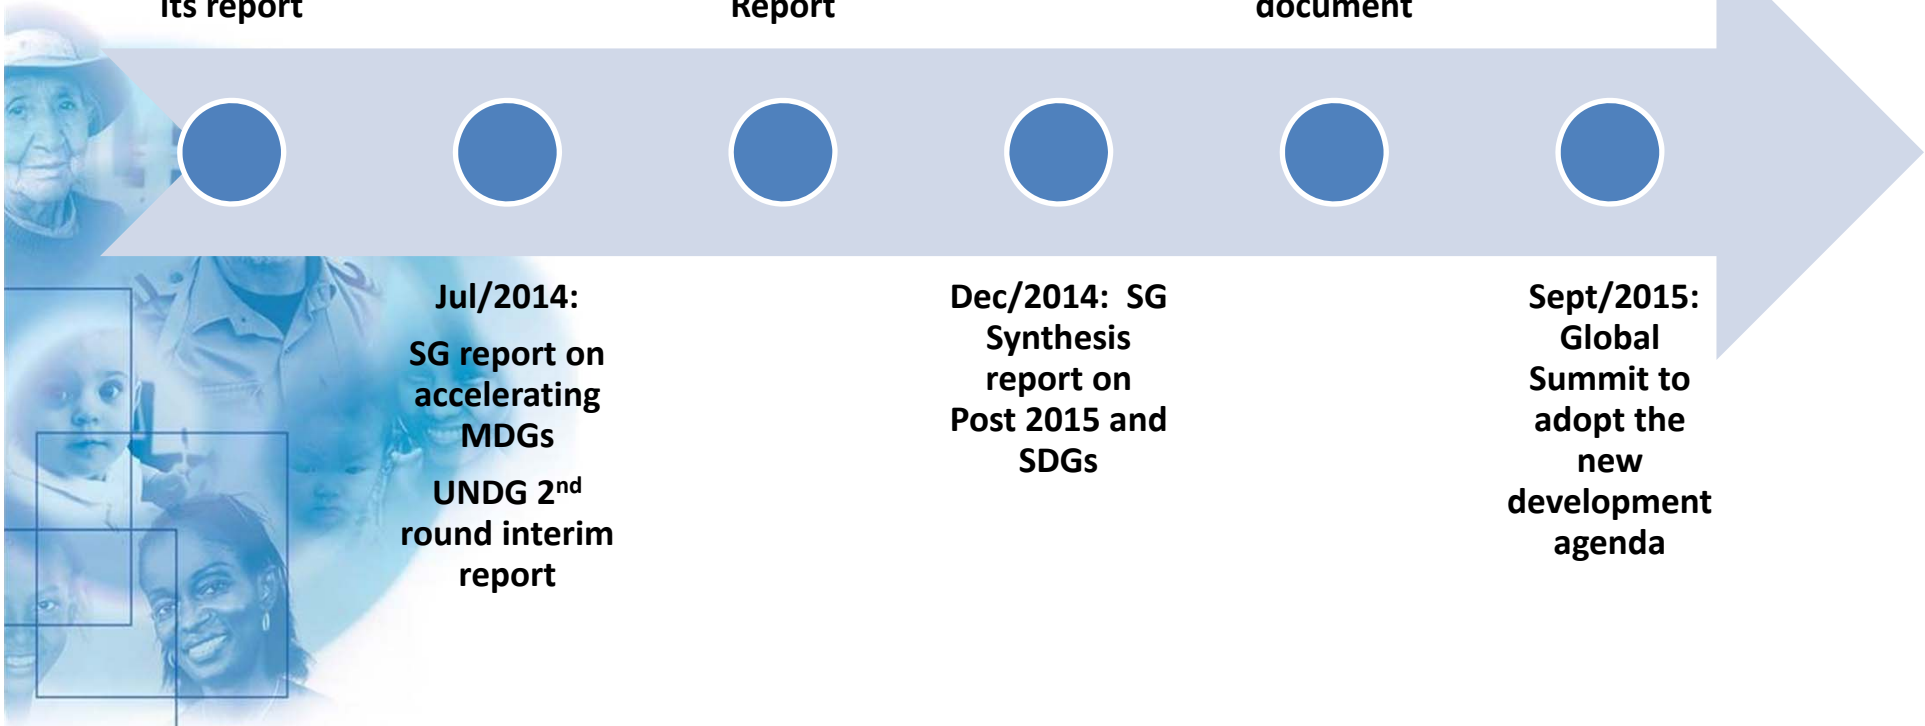 its report
Report
document
Jul/2014:
SG report on
accelerating
MDGs
UNDG 2nd
round interim
report
Dec/2014: SG
Synthesis
report on
Post 2015 and
SDGs
Sept/2015:
Global
Summit to
adopt the
new
development
agenda